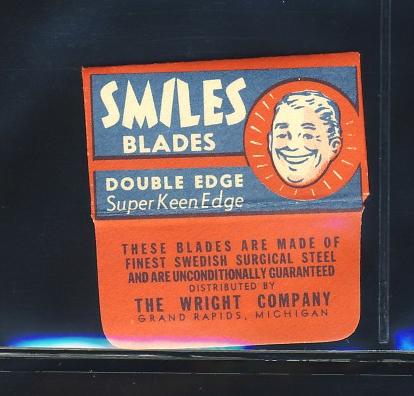 SMILES
BLADES
DOUBLE EDGE
Super Keen Edge
THESE BLADES ARE MADE OF
FINEST SWEDISH SURGICAL STEEL
AND ARE UNCONDITIONALLY GUARANTEED
DISTRIBUTED BY
THE WRIGHT COMPANY
GRAND RAPIDS, MICHIGAN